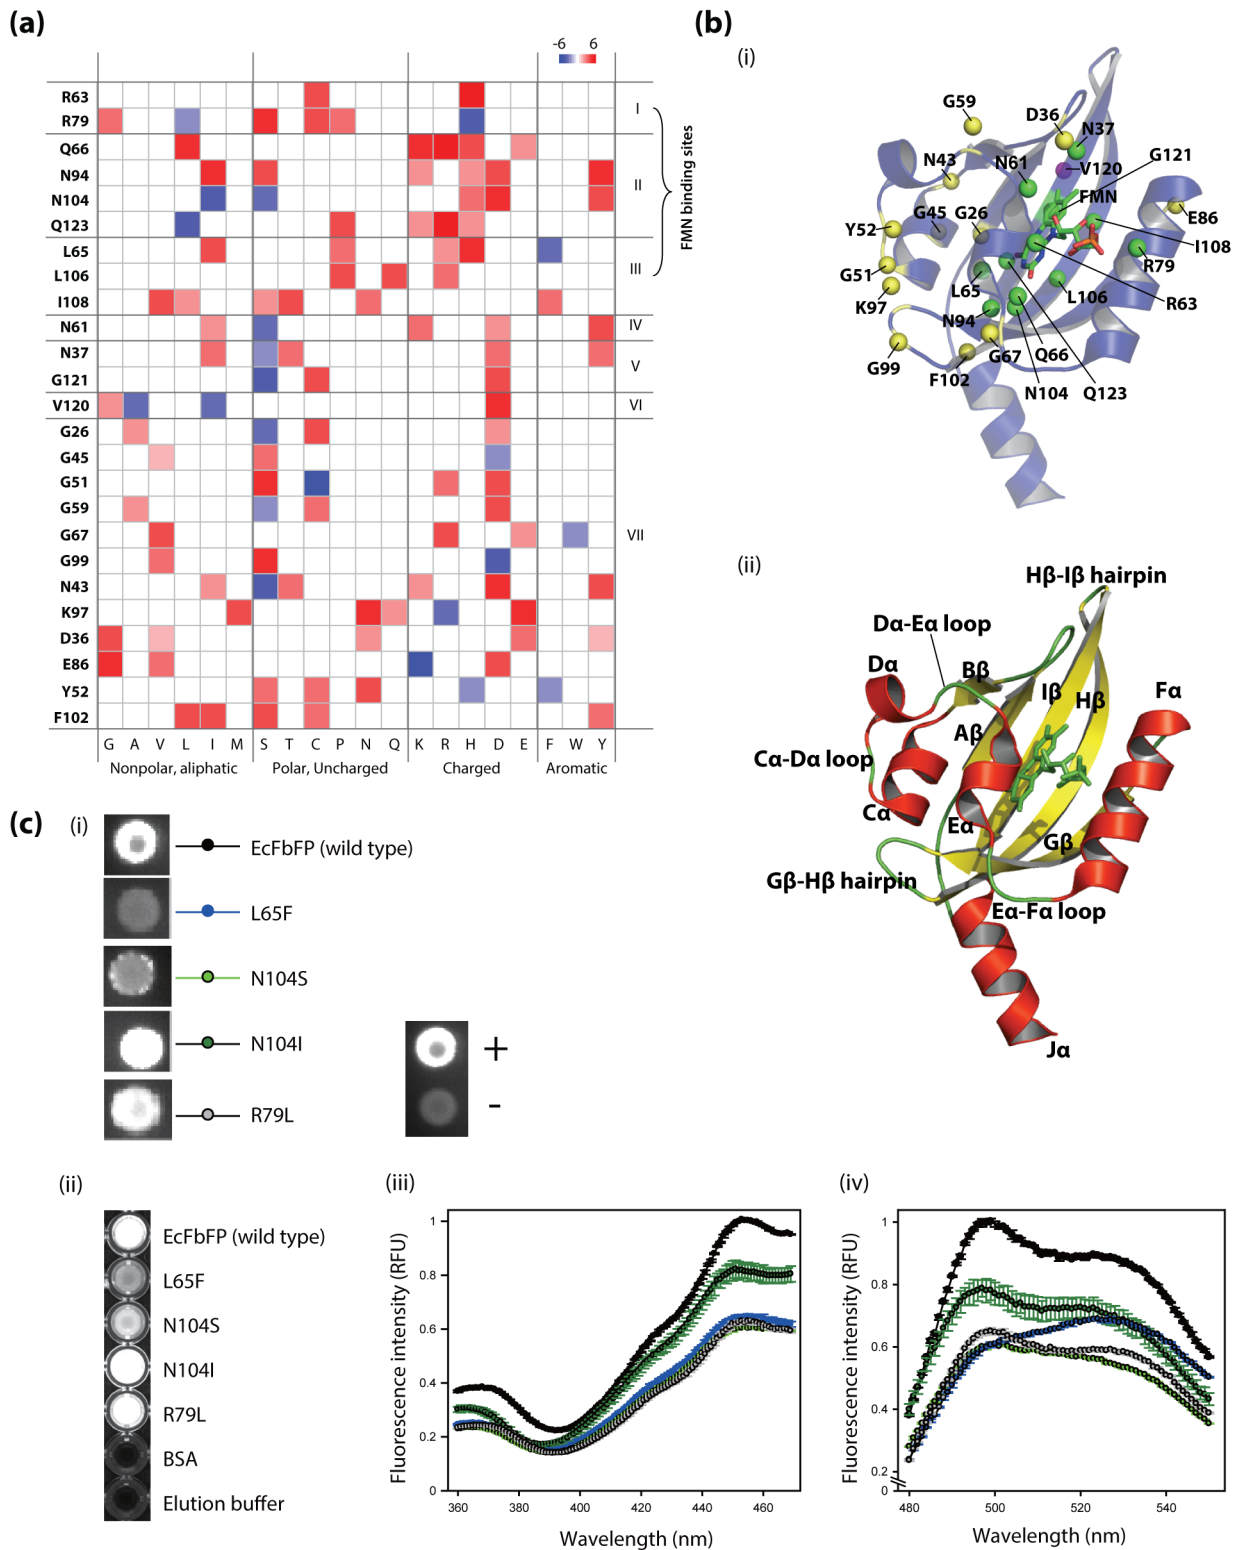 (a)
-6 6
R63
R79
Q66
N94
N104
Q123
L65
L106
I108
N61
N37
G121
V120
G26
G45
G51
G59
G67
G99
N43
K97
D36
E86
Y52
F102
I
II
III
IV
V
VI
VII
FMN binding sites
G A V L I M S T C P N Q K R H D E F W Y
Nonpolar, aliphatic Polar, Uncharged Charged Aromatic
(b)
(i)
G59
D36
N37
G121
N43
N61
V120
FMN
E86
Y52
G45
G26
I108
R79
G51
L65
L106
R63
K97
N94
G67
Q66
G99
F102
N104
Q123
(ii)
Hβ-Iβ hairpin
Dα-Eα loop
Dα
Bβ
Iβ
Hβ
Fα
Aβ
Cα-Dα loop
Cα
Eα
Gβ
Gβ-Hβ hairpin
Eα-Fα loop
Jα
(c)
(i)
EcFbFP (wild type)
L65F
N104S
N104I
R79L
+
-
(ii)
EcFbFP (wild type)
L65F
N104S
N104I
R79L
BSA
Elution buffer
(iii)
Fluorescence intensity (RFU)
1
0.8
0.6
0.4
0.2
0
360 380 400 420 440 460
Wavelength (nm)
(iv)
Fluorescence intensity (RFU)
1
0.8
0.6
0.4
0.2
0
480 500 520 540
Wavelength (nm)